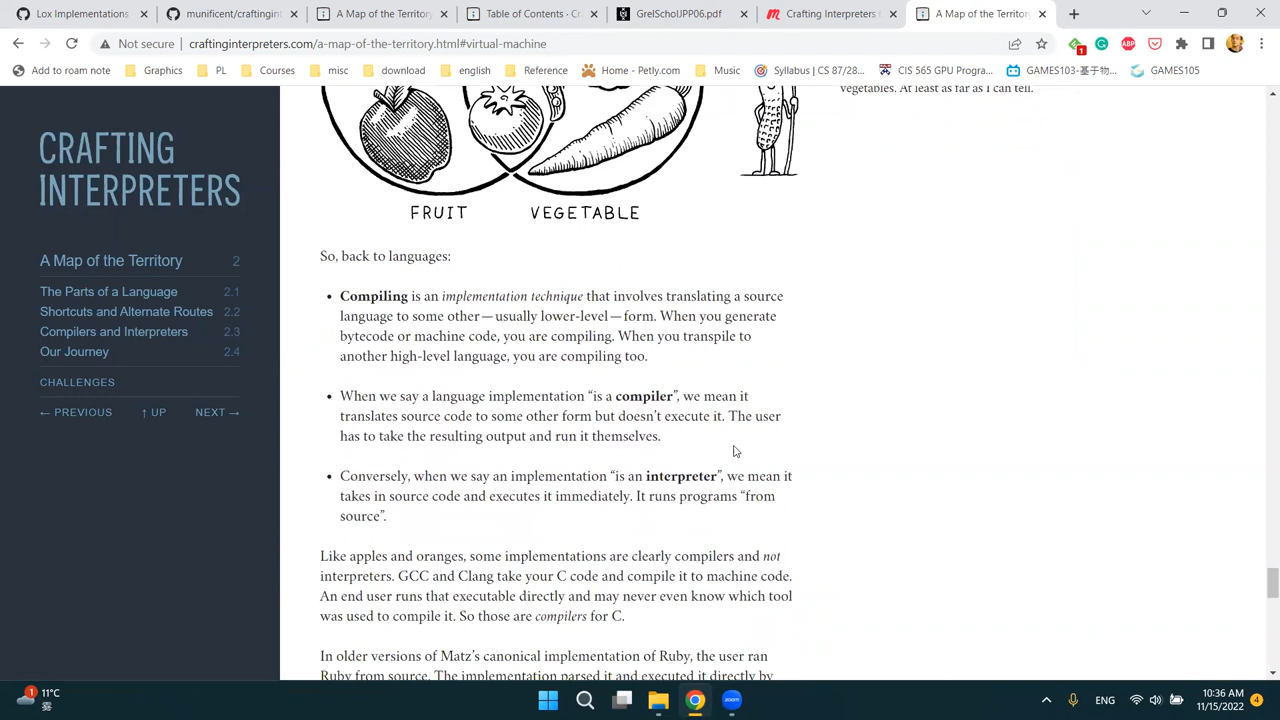 Lox Implementations
munificent/craftingint
A Map of the Territory
Table of Contents · Cr
GrelSchoUPP06.pdf
Crafting Interpreters (
A Map of the Territory
Not secure
craftinginterpreters.com/a-map-of-the-territory.html#virtual-machine
1
ABP
Add to roam note
Graphics
PL
Courses
misc
download
english
Reference
Home - Petly.com
Music
Syllabus | CS 87/28...
CIS 565 GPU Progra...
GAMES103-基于物...
GAMES105
vegetables. At least as far as I can tell.
CRAFTING
INTERPRETERS
A Map of the Territory 2
The Parts of a Language 2.1
Shortcuts and Alternate Routes 2.2
Compilers and Interpreters 2.3
Our Journey 2.4
CHALLENGES
← PREVIOUS ↑ UP NEXT →
FRUIT VEGETABLE
So, back to languages:
• Compiling is an implementation technique that involves translating a source
language to some other—usually lower-level—form. When you generate
bytecode or machine code, you are compiling. When you transpile to
another high-level language, you are compiling too.
• When we say a language implementation “is a compiler”, we mean it
translates source code to some other form but doesn’t execute it. The user
has to take the resulting output and run it themselves.
• Conversely, when we say an implementation “is an interpreter”, we mean it
takes in source code and executes it immediately. It runs programs “from
source”.
Like apples and oranges, some implementations are clearly compilers and not
interpreters. GCC and Clang take your C code and compile it to machine code.
An end user runs that executable directly and may never even know which tool
was used to compile it. So those are compilers for C.
In older versions of Matz’s canonical implementation of Ruby, the user ran
Ruby from source. The implementation parsed it and executed it directly by
1
11°C
雾
zoom
ENG
10:36 AM
11/15/2022
4